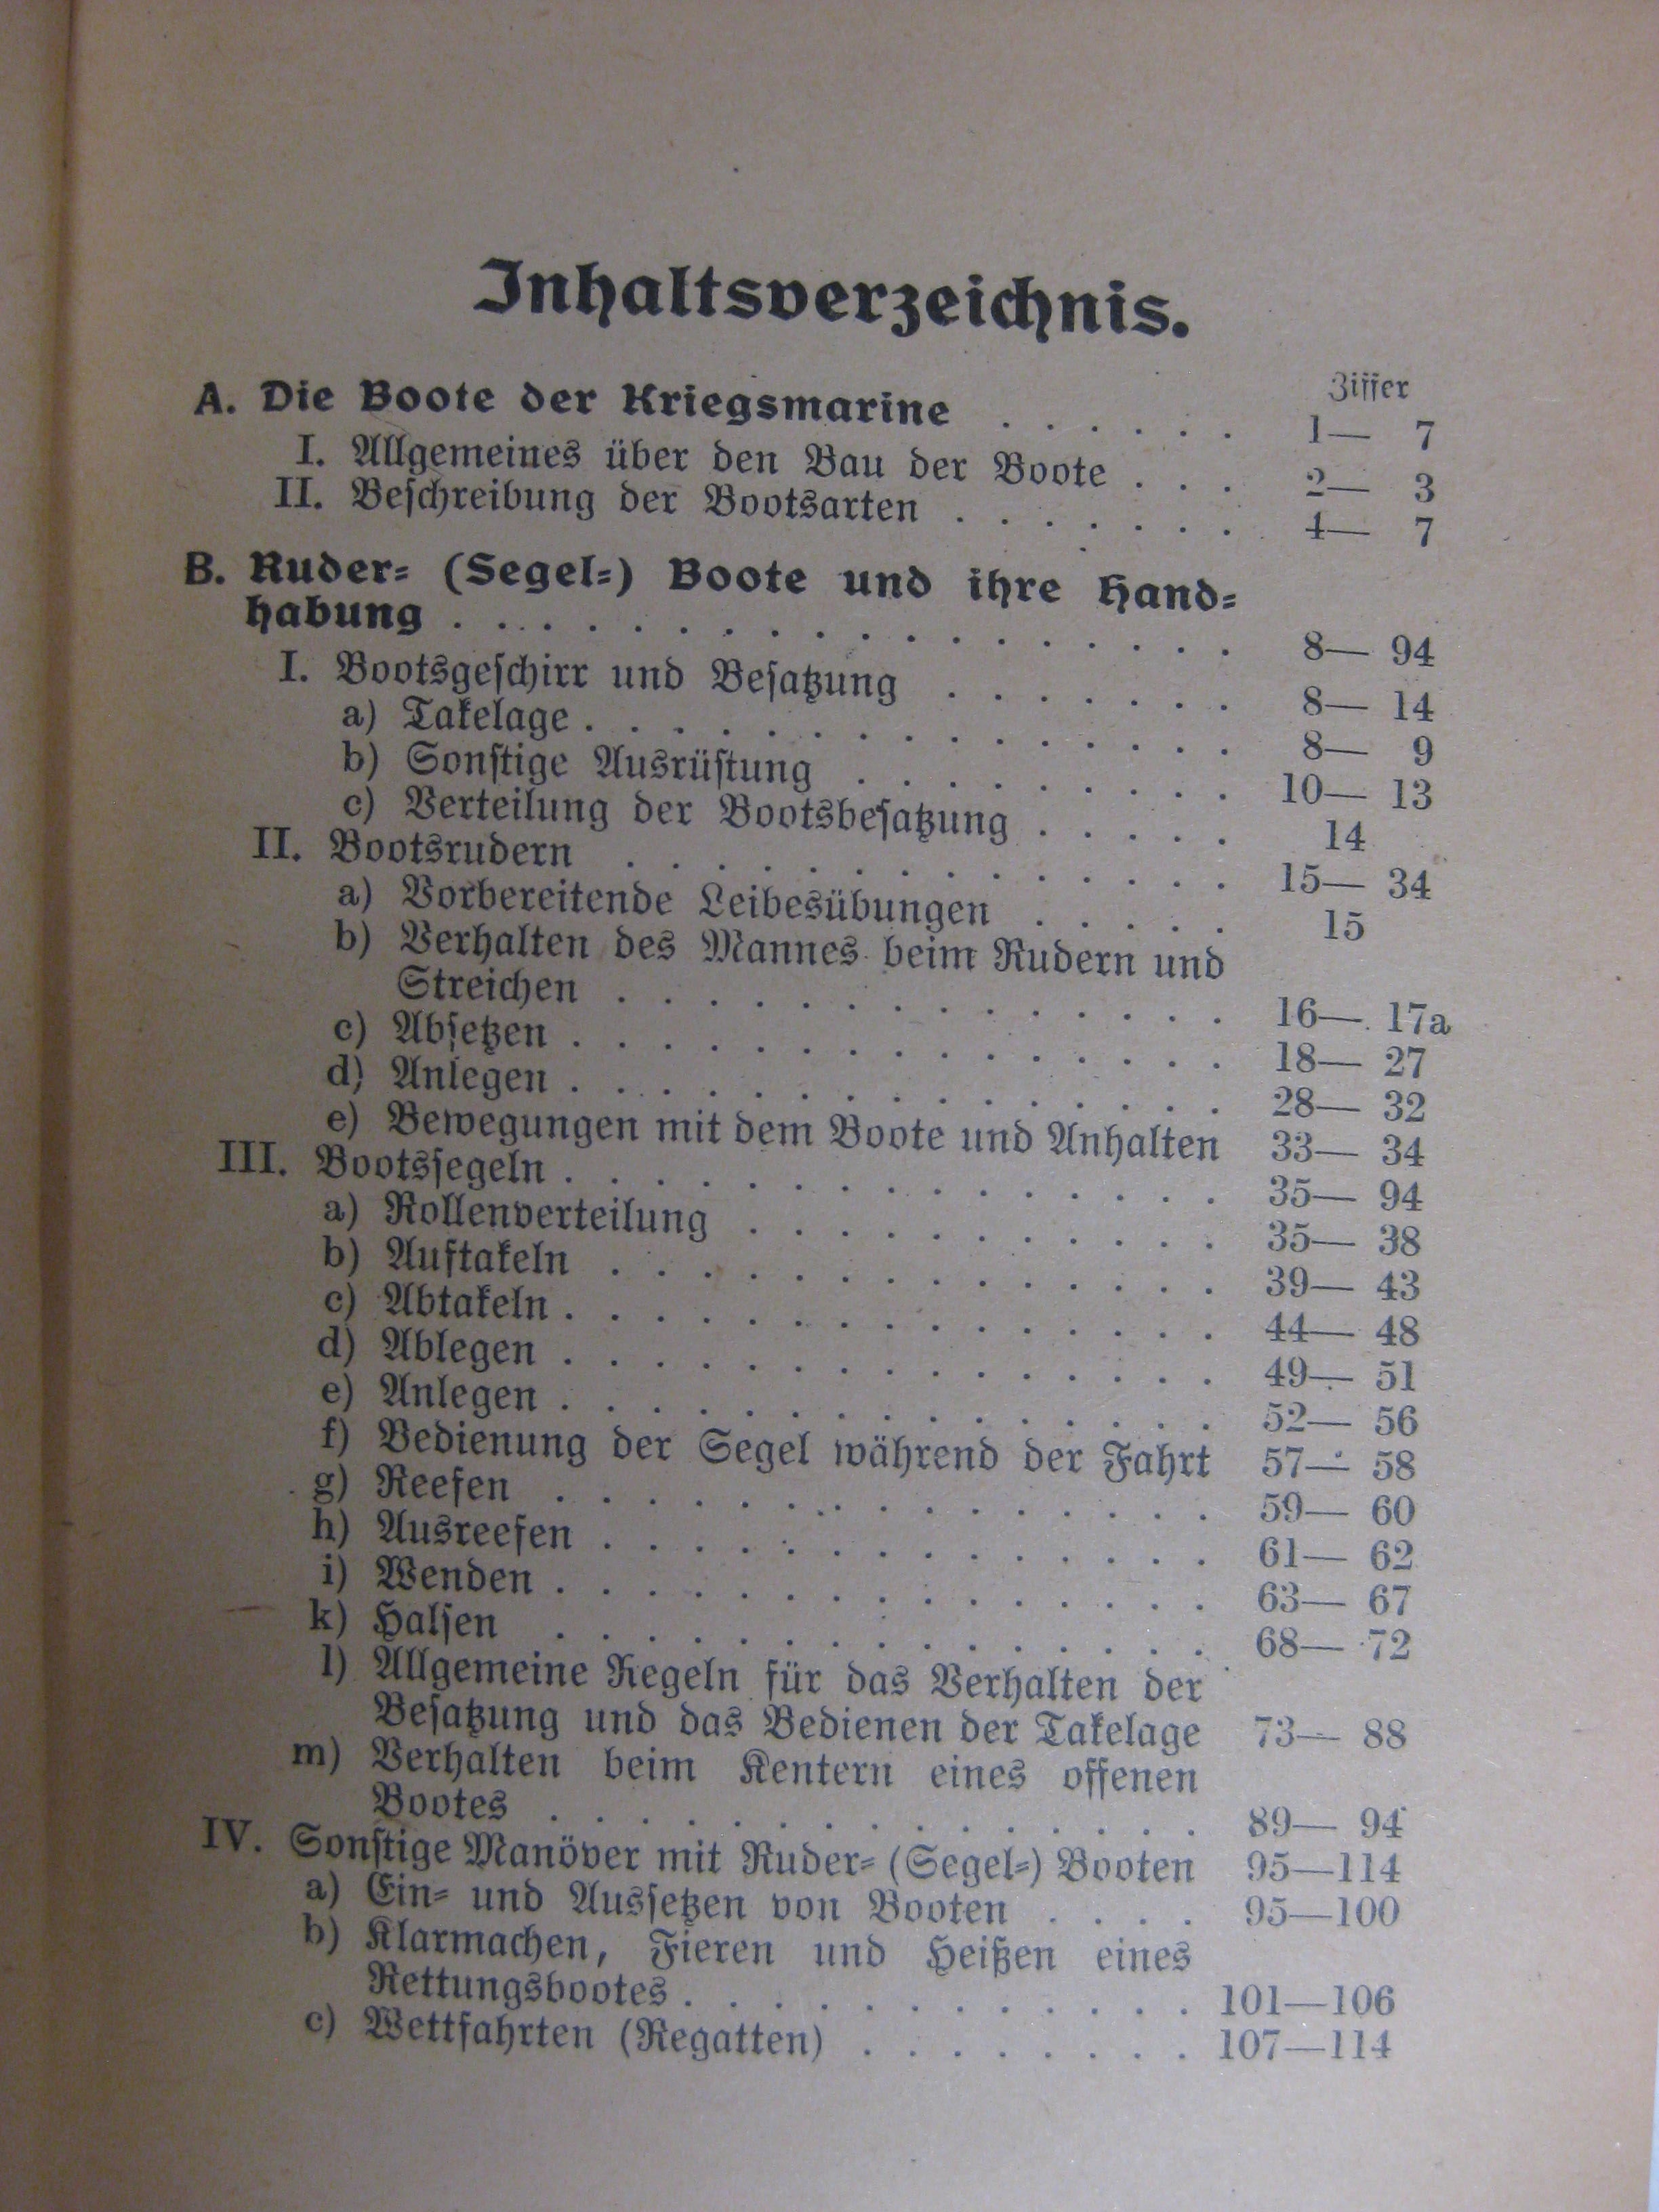 Inhaltsverzeichnis.
Ziffer
A. Die Boote der Kriegsmarine . . . . . . 1— 7
I. Allgemeines über den Bau der Boote . . . 2— 3
II. Beschreibung der Bootsarten . . . . . . . 4— 7
B. Ruder- (Segel-) Boote und ihre Hand-
habung . . . . . . . . . . . . . . . . . . 8— 94
I. Bootsgeschirr und Besatzung . . . . . . . 8— 14
a) Takelage . . . . . . . . . . . . . . . 8— 9
b) Sonstige Ausrüstung . . . . . . . . . 10— 13
c) Verteilung der Bootsbesatzung . . . . . 14
II. Bootsrudern . . . . . . . . . . . . . . 15— 34
a) Vorbereitende Leibesübungen . . . . . 15
b) Verhalten des Mannes beim Rudern und
Streichen . . . . . . . . . . . . . . 16— 17a
c) Absetzen . . . . . . . . . . . . . . . 18— 27
d) Anlegen . . . . . . . . . . . . . . . 28— 32
e) Bewegungen mit dem Boote und Anhalten 33— 34
III. Bootssegeln . . . . . . . . . . . . . . . 35— 94
a) Rollenverteilung . . . . . . . . . . . 35— 38
b) Auftakeln . . . . . . . . . . . . . . 39— 43
c) Abtakeln . . . . . . . . . . . . . . . 44— 48
d) Ablegen . . . . . . . . . . . . . . . 49— 51
e) Anlegen . . . . . . . . . . . . . . . 52— 56
f) Bedienung der Segel während der Fahrt 57— 58
g) Reefen . . . . . . . . . . . . . . . 59— 60
h) Ausreefen . . . . . . . . . . . . . . 61— 62
i) Wenden . . . . . . . . . . . . . . . 63— 67
k) Halsen . . . . . . . . . . . . . . . 68— 72
l) Allgemeine Regeln für das Verhalten der
Besatzung und das Bedienen der Takelage 73— 88
m) Verhalten beim Kentern eines offenen
Bootes . . . . . . . . . . . . . . . 89— 94
IV. Sonstige Manöver mit Ruder- (Segel-) Booten 95—114
a) Ein- und Aussetzen von Booten . . . . 95—100
b) Klarmachen, Fieren und Heißen eines
Rettungsbootes . . . . . . . . . . . . 101—106
c) Wettfahrten (Regatten) . . . . . . . . 107—114